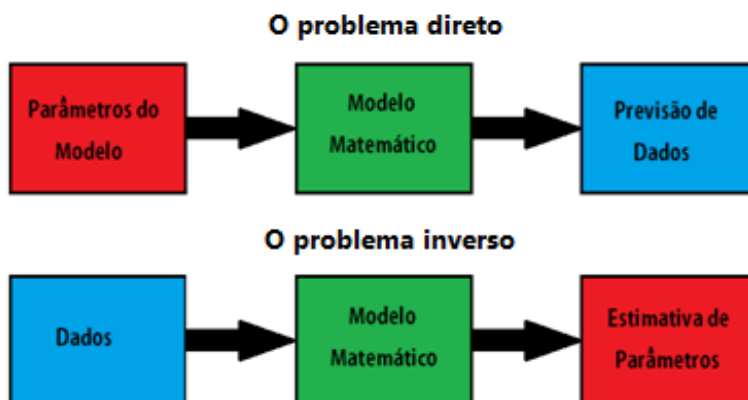 O problema direto
Parâmetros do
Modelo
Modelo
Matemático
Previsão de
Dados
O problema inverso
Dados
Modelo
Matemático
Estimativa de
Parâmetros